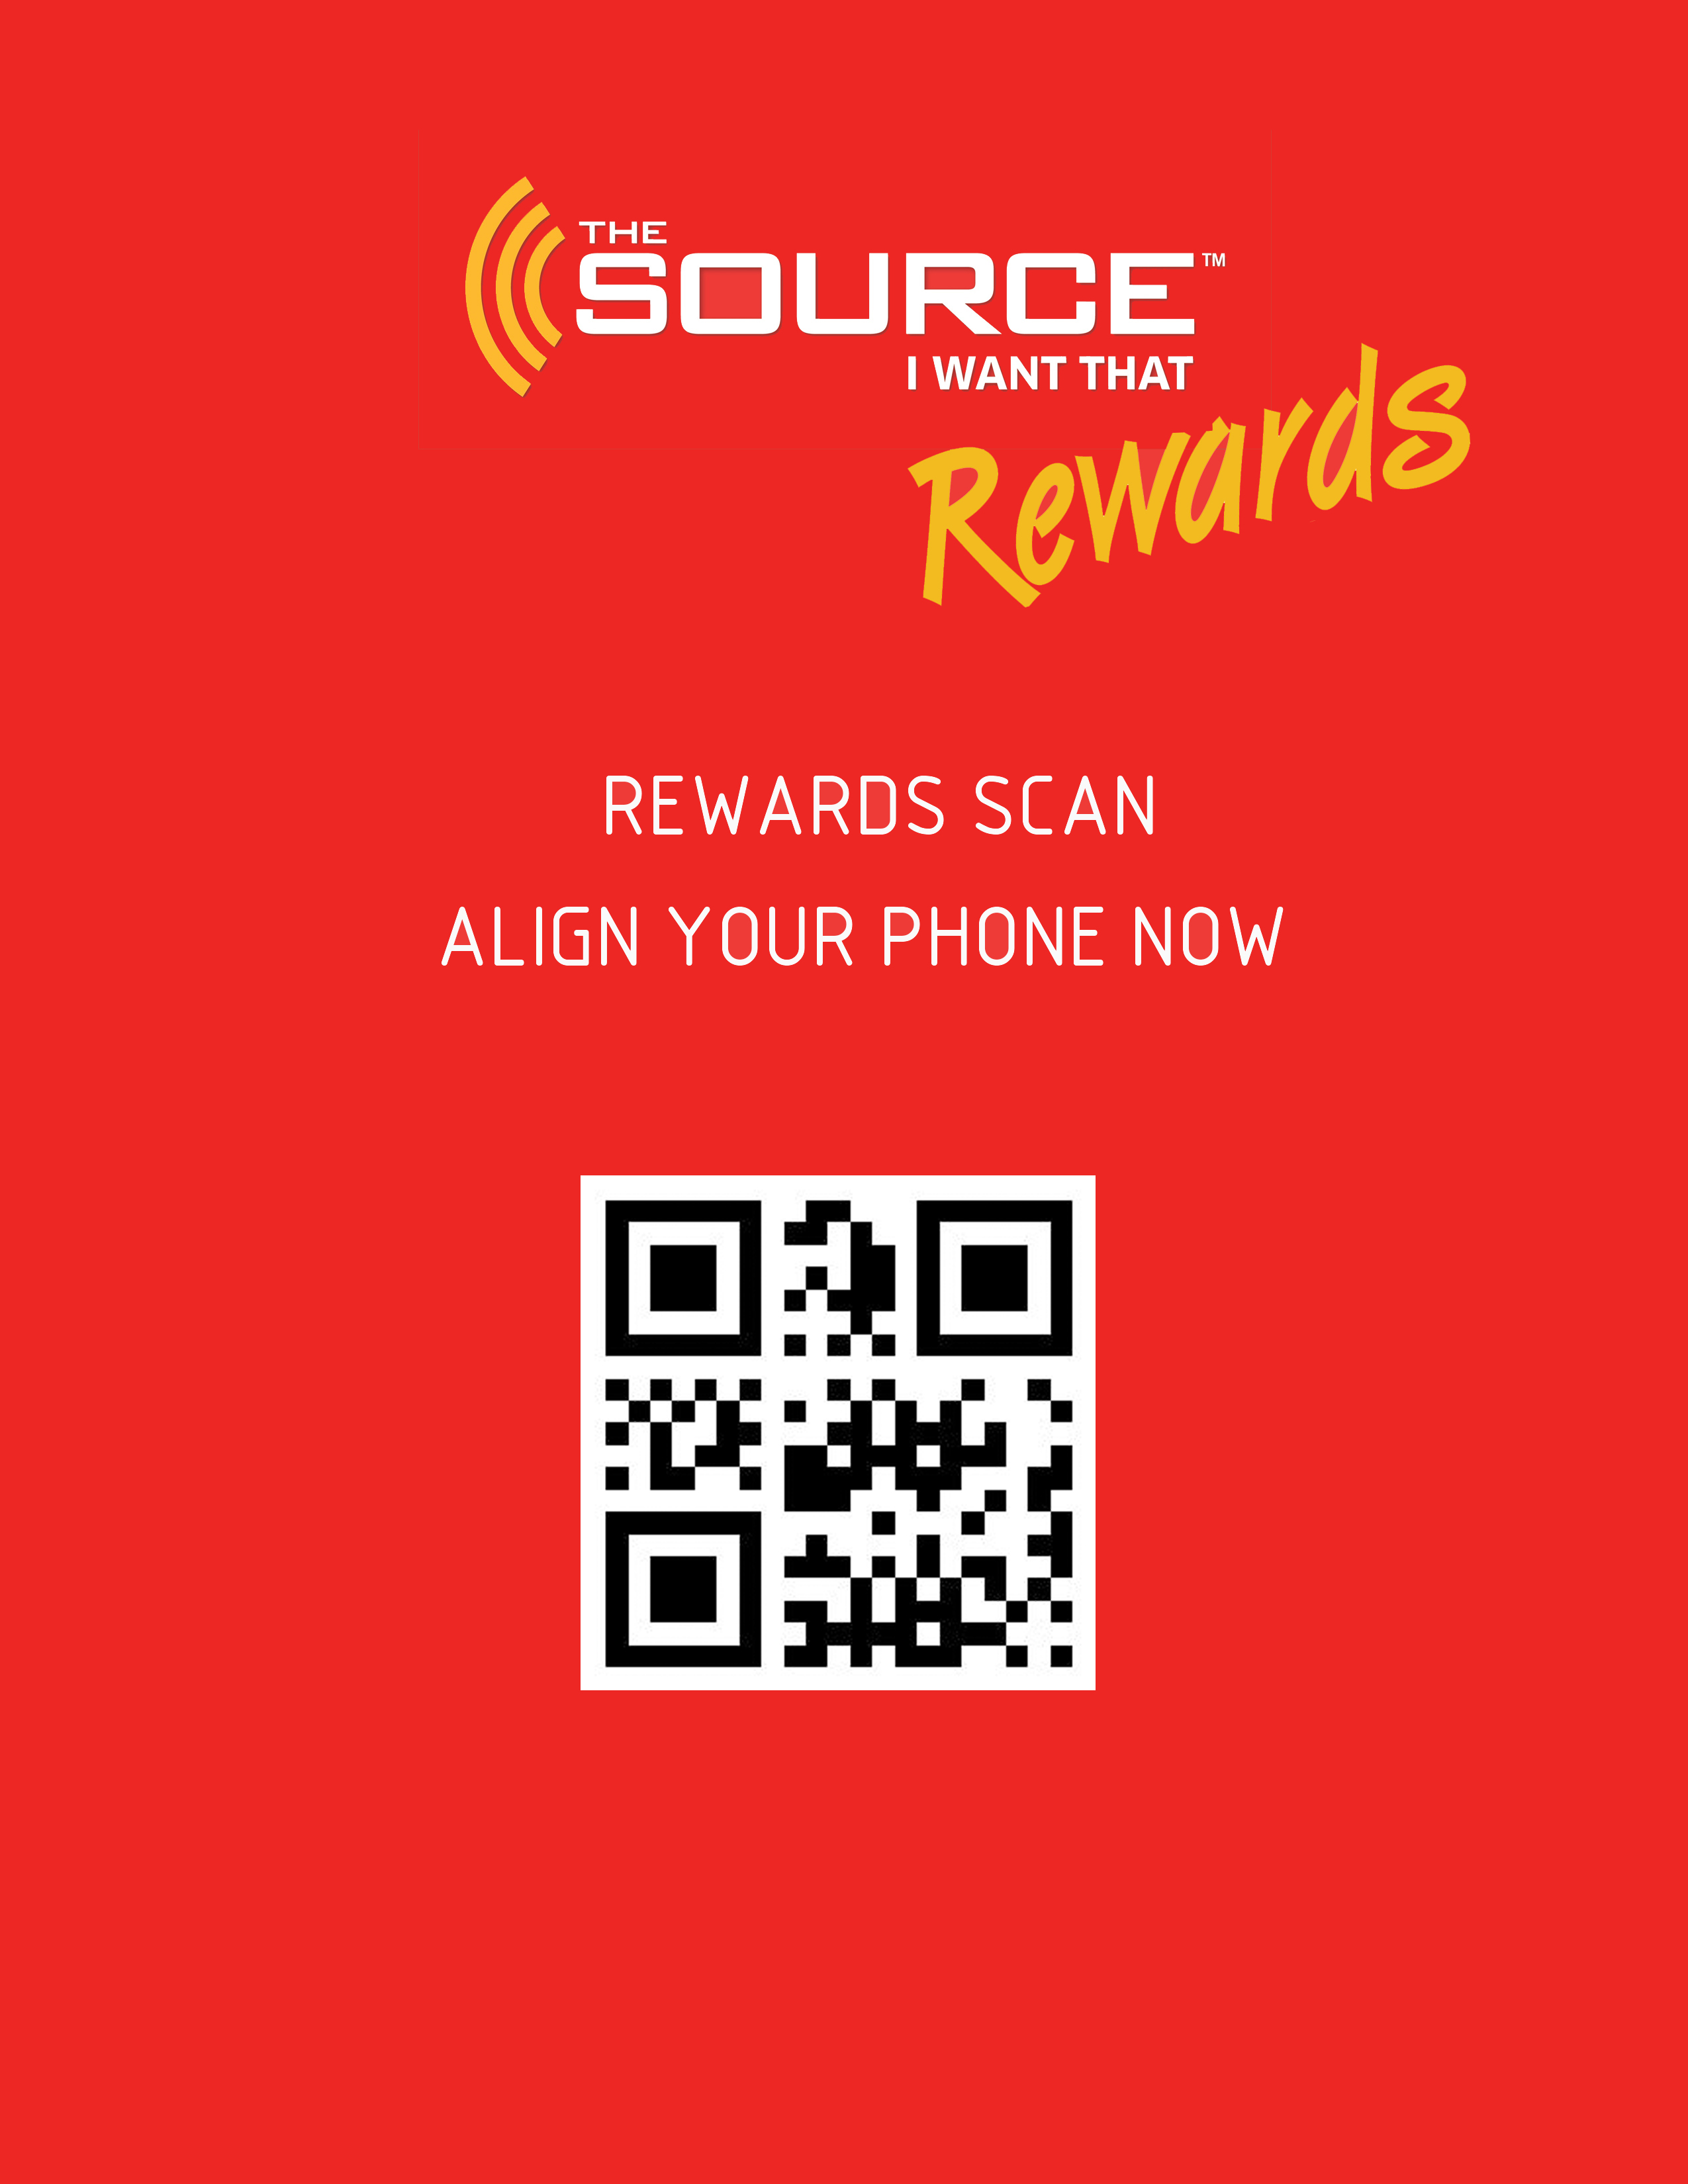 THE
SOURCE™
I WANT THAT
Rewards
REWARDS SCAN
ALIGN YOUR PHONE NOW